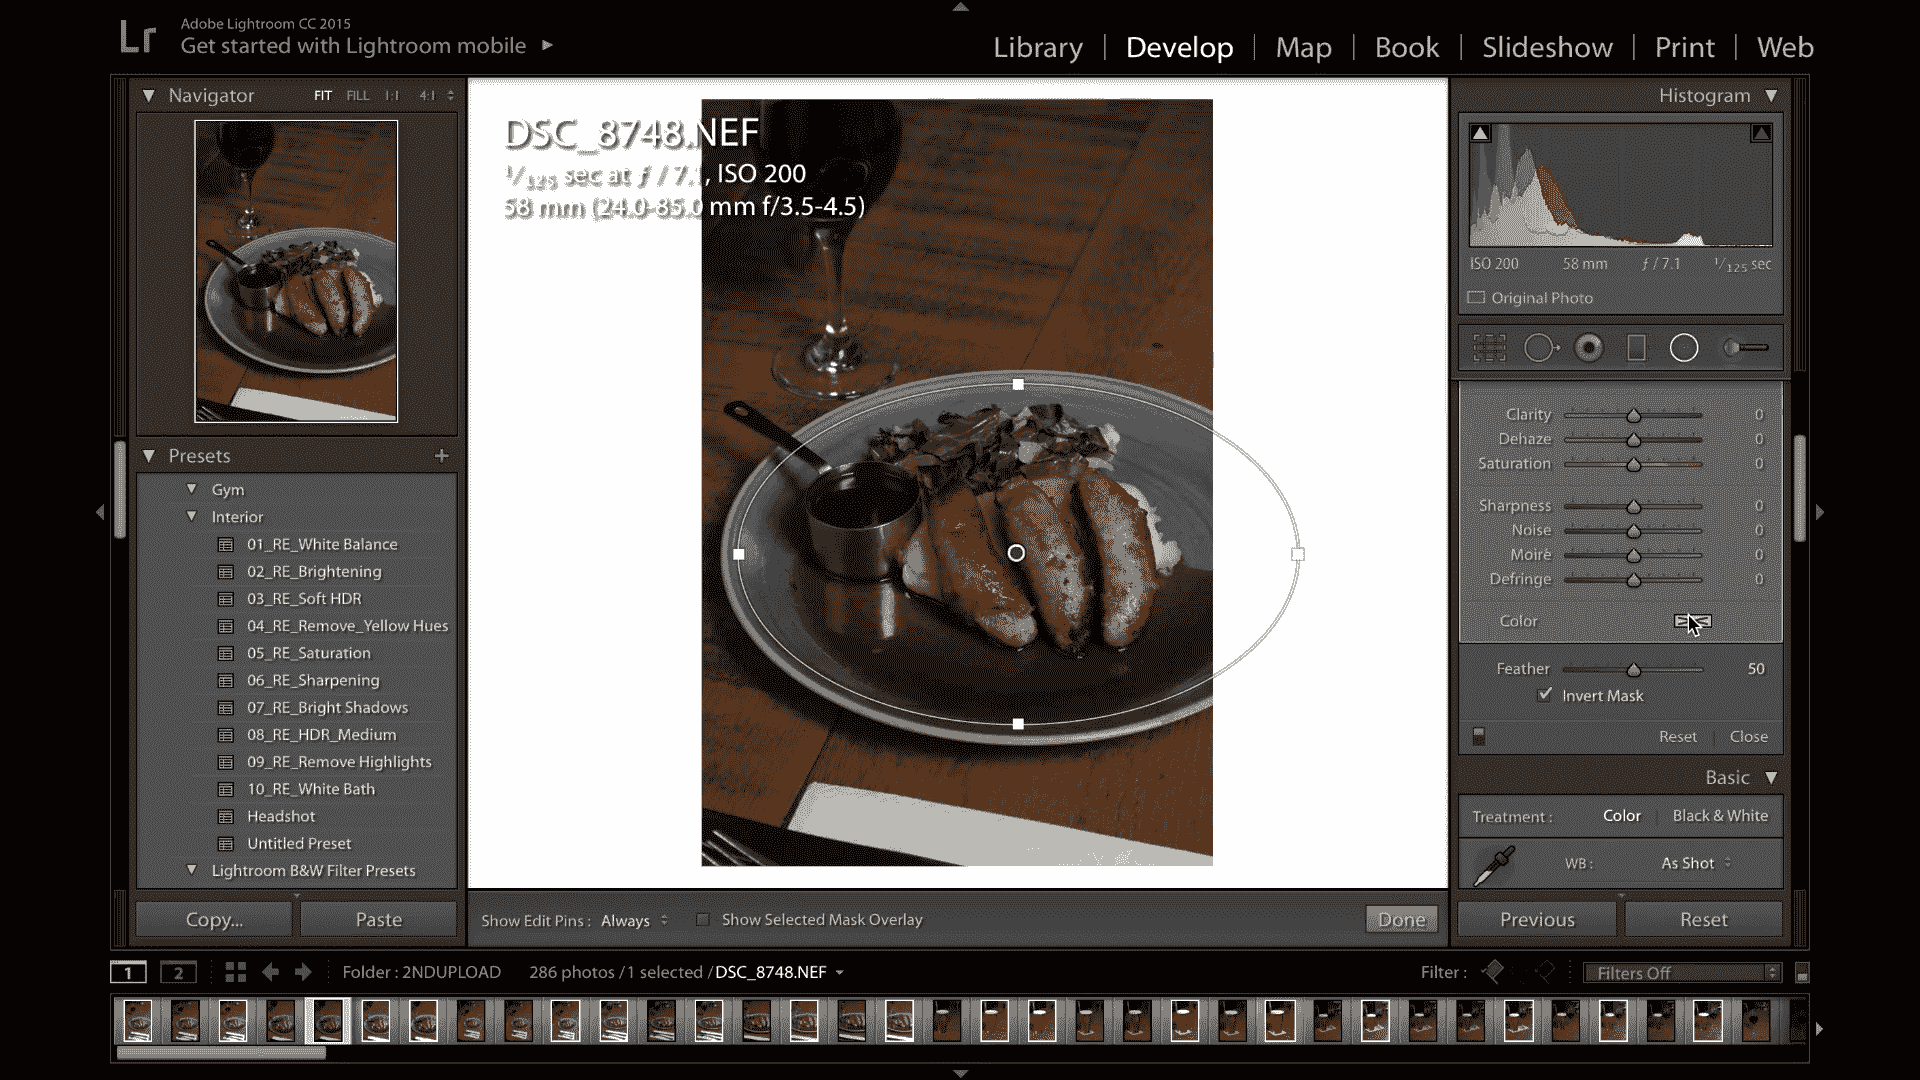 Lr
Adobe Lightroom CC 2015
Get started with Lightroom mobile
Library | Develop | Map | Book | Slideshow | Print | Web
Navigator FIT FILL 1:1 4:1
Presets +
Gym
Interior
01_RE_White Balance
02_RE_Brightening
03_RE_Soft HDR
04_RE_Remove_Yellow Hues
05_RE_Saturation
06_RE_Sharpening
07_RE_Bright Shadows
08_RE_HDR_Medium
09_RE_Remove Highlights
10_RE_White Bath
Headshot
Untitled Preset
Lightroom B&W Filter Presets
Copy... Paste
DSC_8748.NEF
1/125 sec at ƒ / 7.1, ISO 200
58 mm (24.0-85.0 mm f/3.5-4.5)
Show Edit Pins : Always Show Selected Mask Overlay Done
Histogram
ISO 200 58 mm ƒ / 7.1 1/125 sec
Original Photo
Clarity 0
Dehaze 0
Saturation 0
Sharpness 0
Noise 0
Moiré 0
Defringe 0
Color
Feather 50
Invert Mask
Reset | Close
Basic
Treatment : Color | Black & White
WB : As Shot
Previous Reset
1 2 Folder : 2NDUPLOAD 286 photos / 1 selected / DSC_8748.NEF Filter : Filters Off